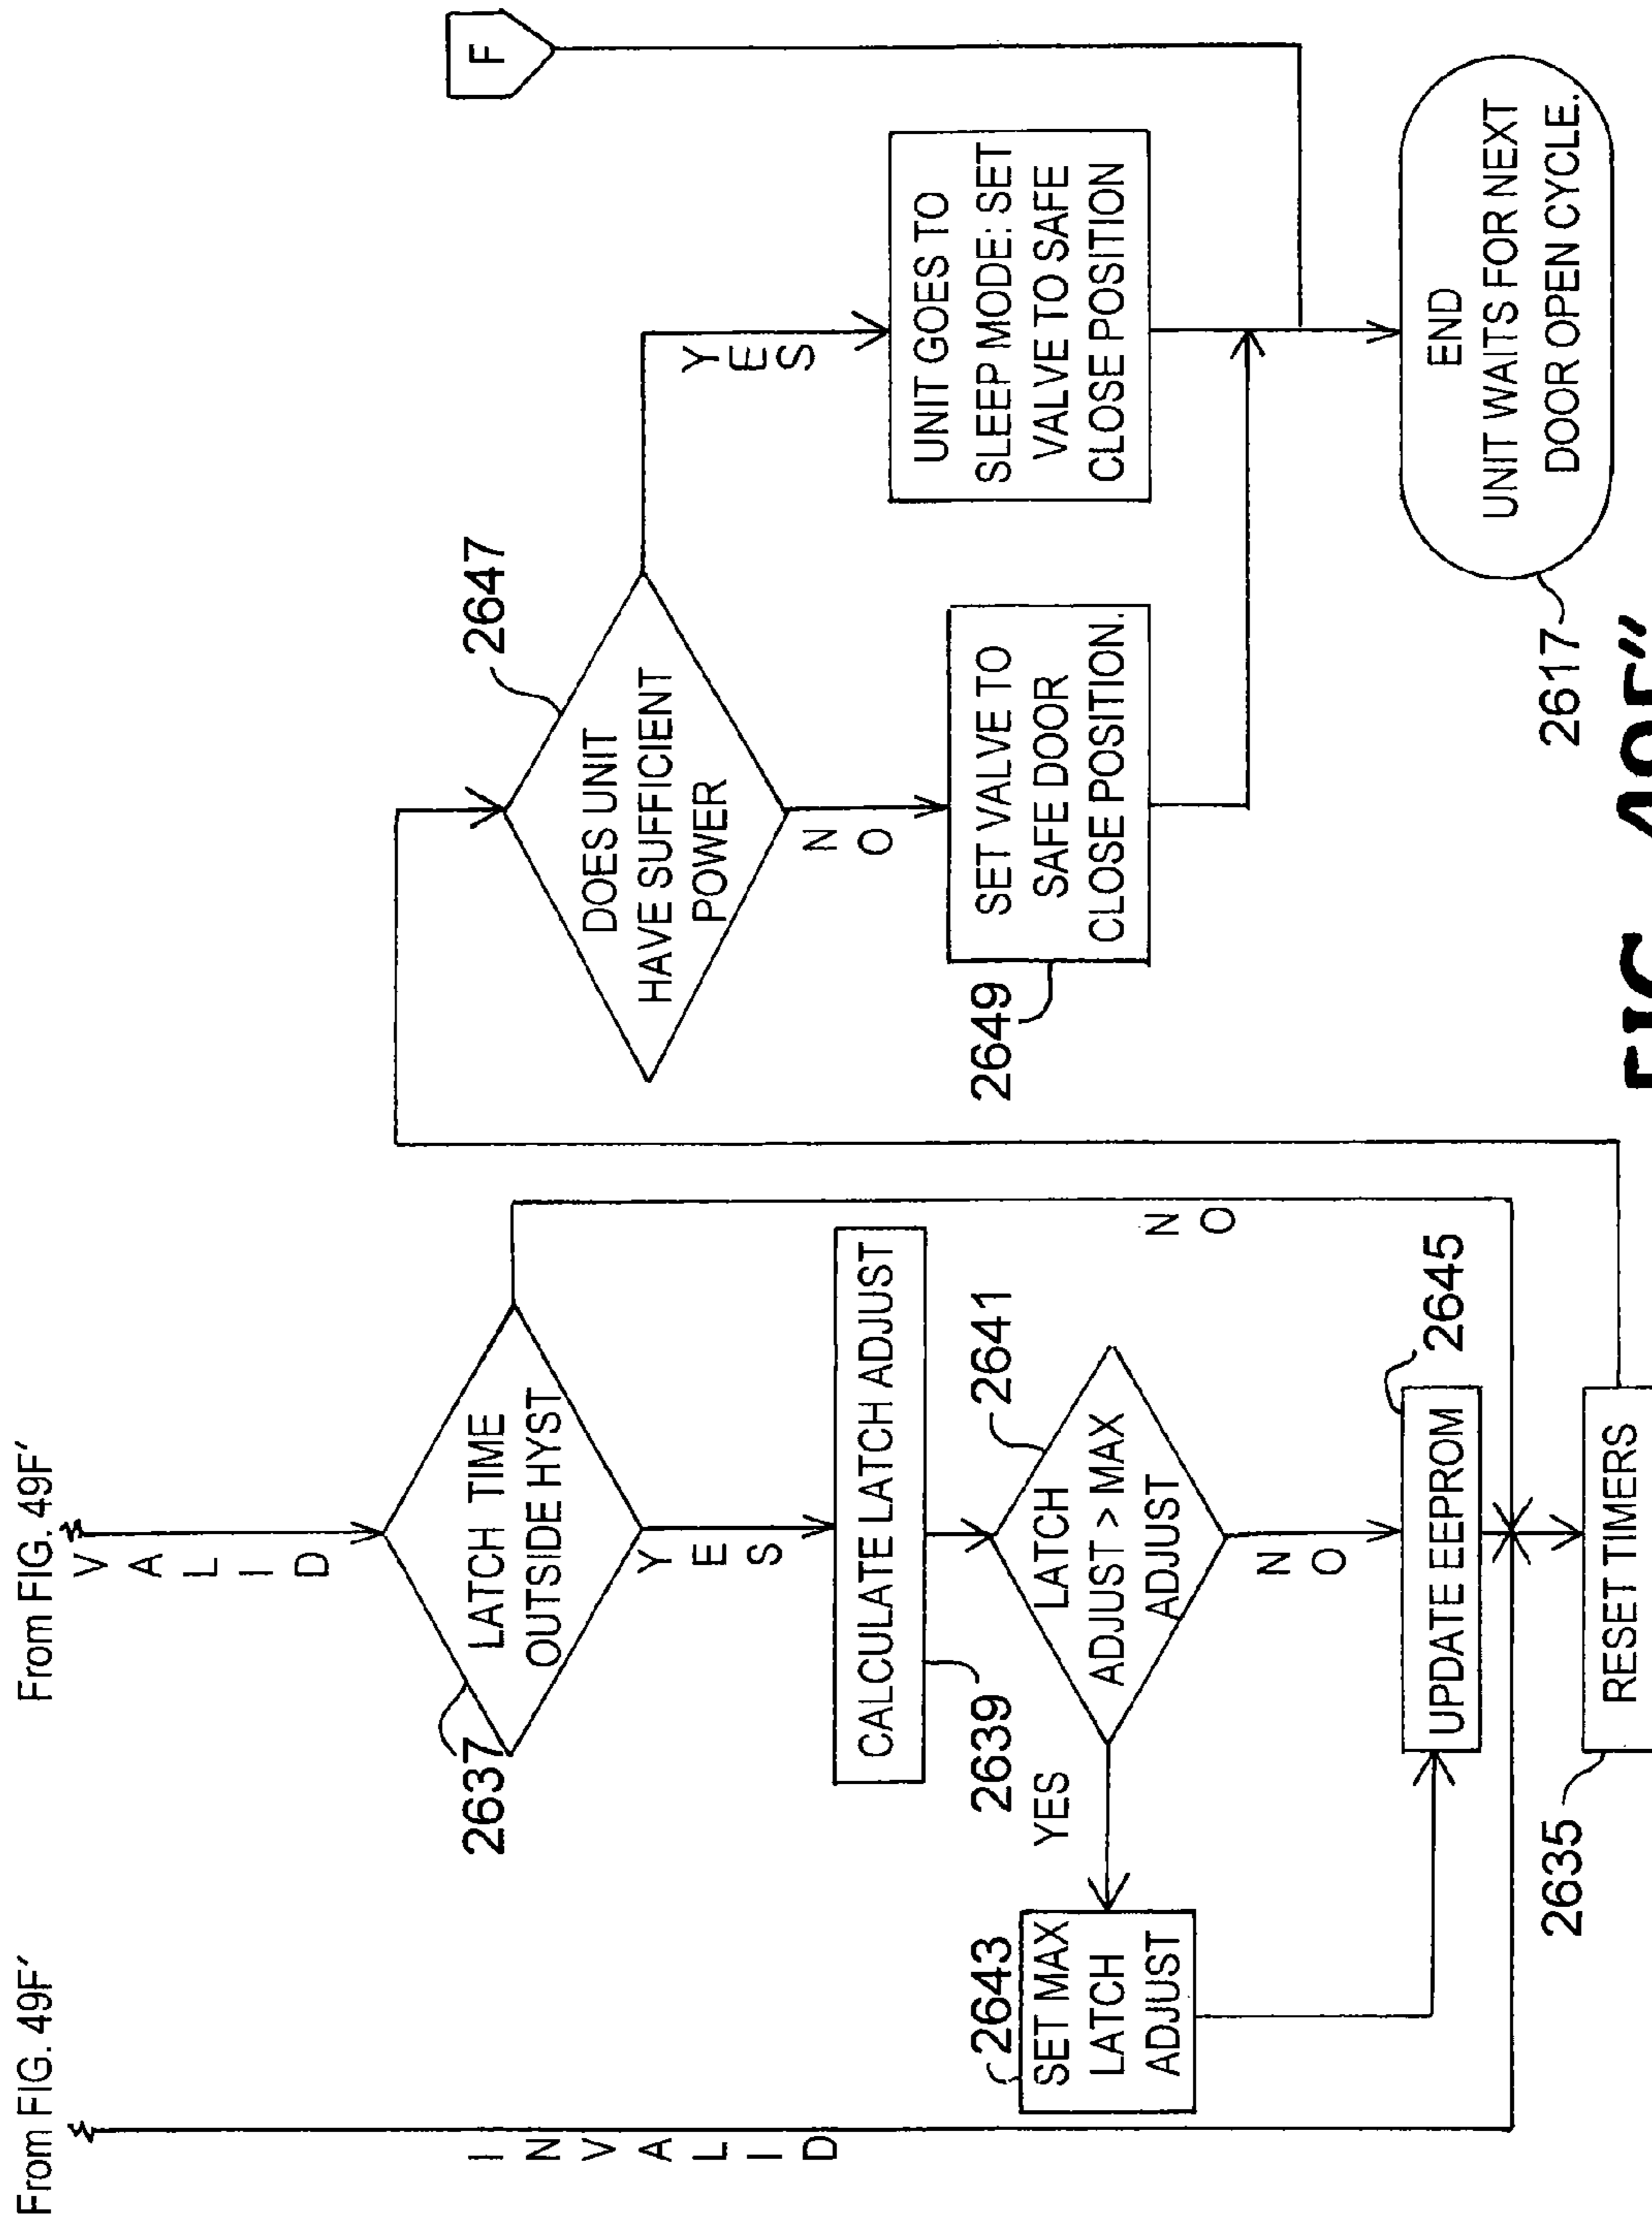 From FIG. 49F′
From FIG. 49F′
INVALID
VALID
2637
LATCH TIME
OUTSIDE HYST
YES
NO
CALCULATE LATCH ADJUST
2639
2641
LATCH
ADJUST > MAX
ADJUST
YES
NO
2643
SET MAX
LATCH
ADJUST
2645
UPDATE EEPROM
2635
RESET TIMERS
2647
DOES UNIT
HAVE SUFFICIENT
POWER
YES
NO
2649
SET VALVE TO
SAFE DOOR
CLOSE POSITION.
UNIT GOES TO
SLEEP MODE: SET
VALVE TO SAFE
CLOSE POSITION
F
END
UNIT WAITS FOR NEXT
DOOR OPEN CYCLE.
2617